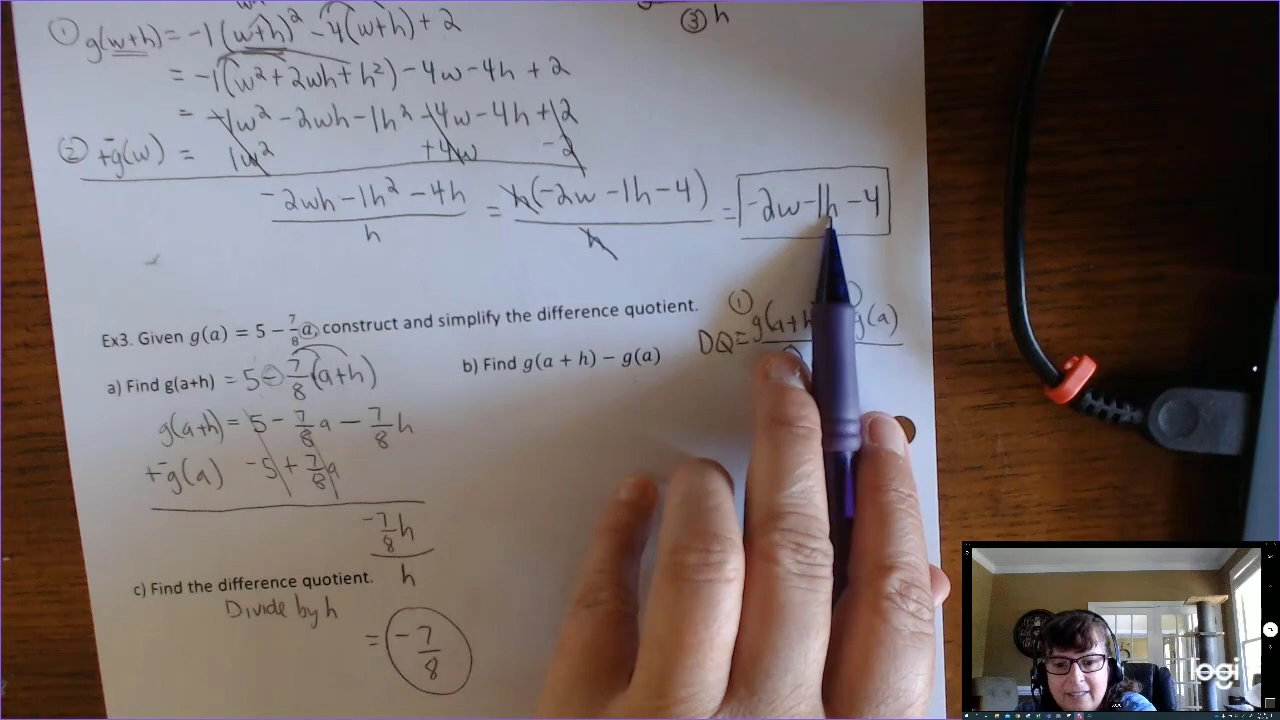 ③ h
① g(w+h) = -1(w+h)² - 4(w+h) + 2
= -1(w² + 2wh + h²) - 4w - 4h + 2
= -1w² - 2wh - 1h² - 4w - 4h + 2
② +-g(w) = 1w² +4w -2
-2wh - 1h² - 4h / h = h(-2w - 1h - 4) / h = -2w - 1h - 4
Ex3. Given g(a) = 5 - 7/8 a, construct and simplify the difference quotient.
① DQ = g(a+h g(a)
a) Find g(a+h) = 5 - 7/8 (a+h)
b) Find g(a + h) − g(a)
g(a+h) = 5 - 7/8 a - 7/8 h
+-g(a) -5 + 7/8 a
-7/8 h
h
c) Find the difference quotient.
Divide by h
= -7/8
logi